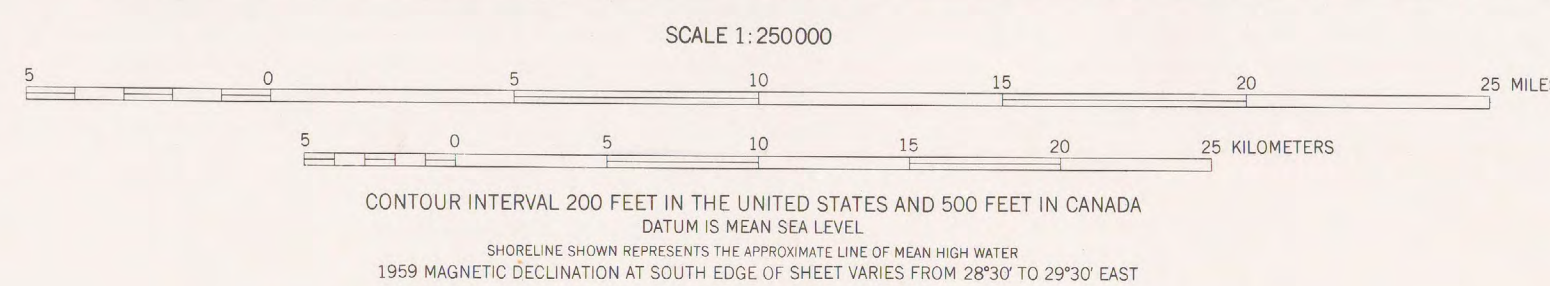 SCALE 1:250000
5 0 5 10 15 20 25 MILE
5 0 5 10 15 20 25 KILOMETERS
CONTOUR INTERVAL 200 FEET IN THE UNITED STATES AND 500 FEET IN CANADA
DATUM IS MEAN SEA LEVEL
SHORELINE SHOWN REPRESENTS THE APPROXIMATE LINE OF MEAN HIGH WATER
1959 MAGNETIC DECLINATION AT SOUTH EDGE OF SHEET VARIES FROM 28°30' TO 29°30' EAST